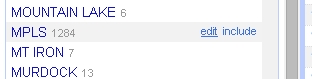 MOUNTAIN LAKE 6
MPLS 1284 edit include
MT IRON 7
MURDOCK 13